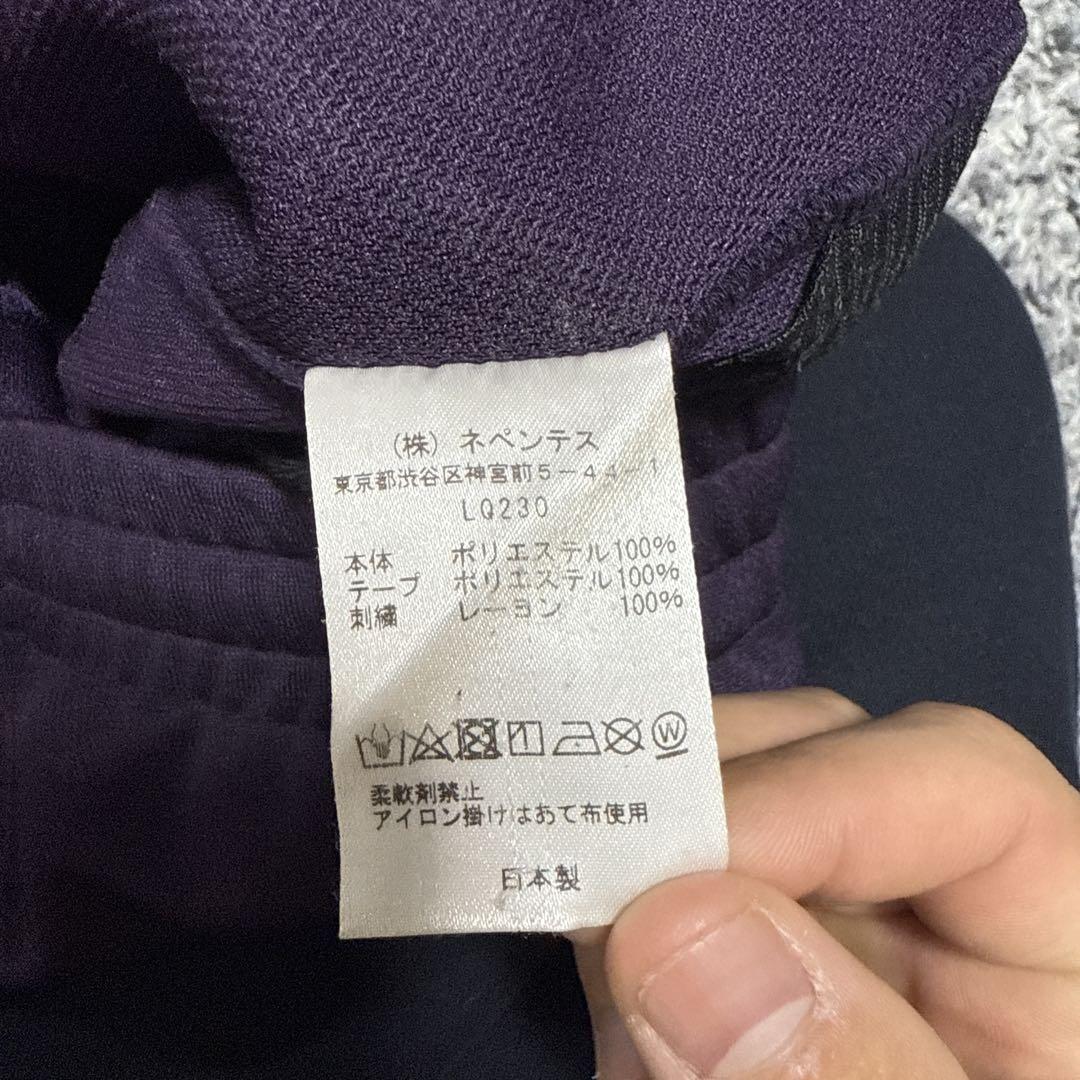 (株) ネペンテス
東京都渋谷区神宮前5-44-1
LQ230
本体 ポリエステル100%
テープ ポリエステル100%
刺繍 レーヨン 100%
W
柔軟剤禁止
アイロン掛けはあて布使用
日本製